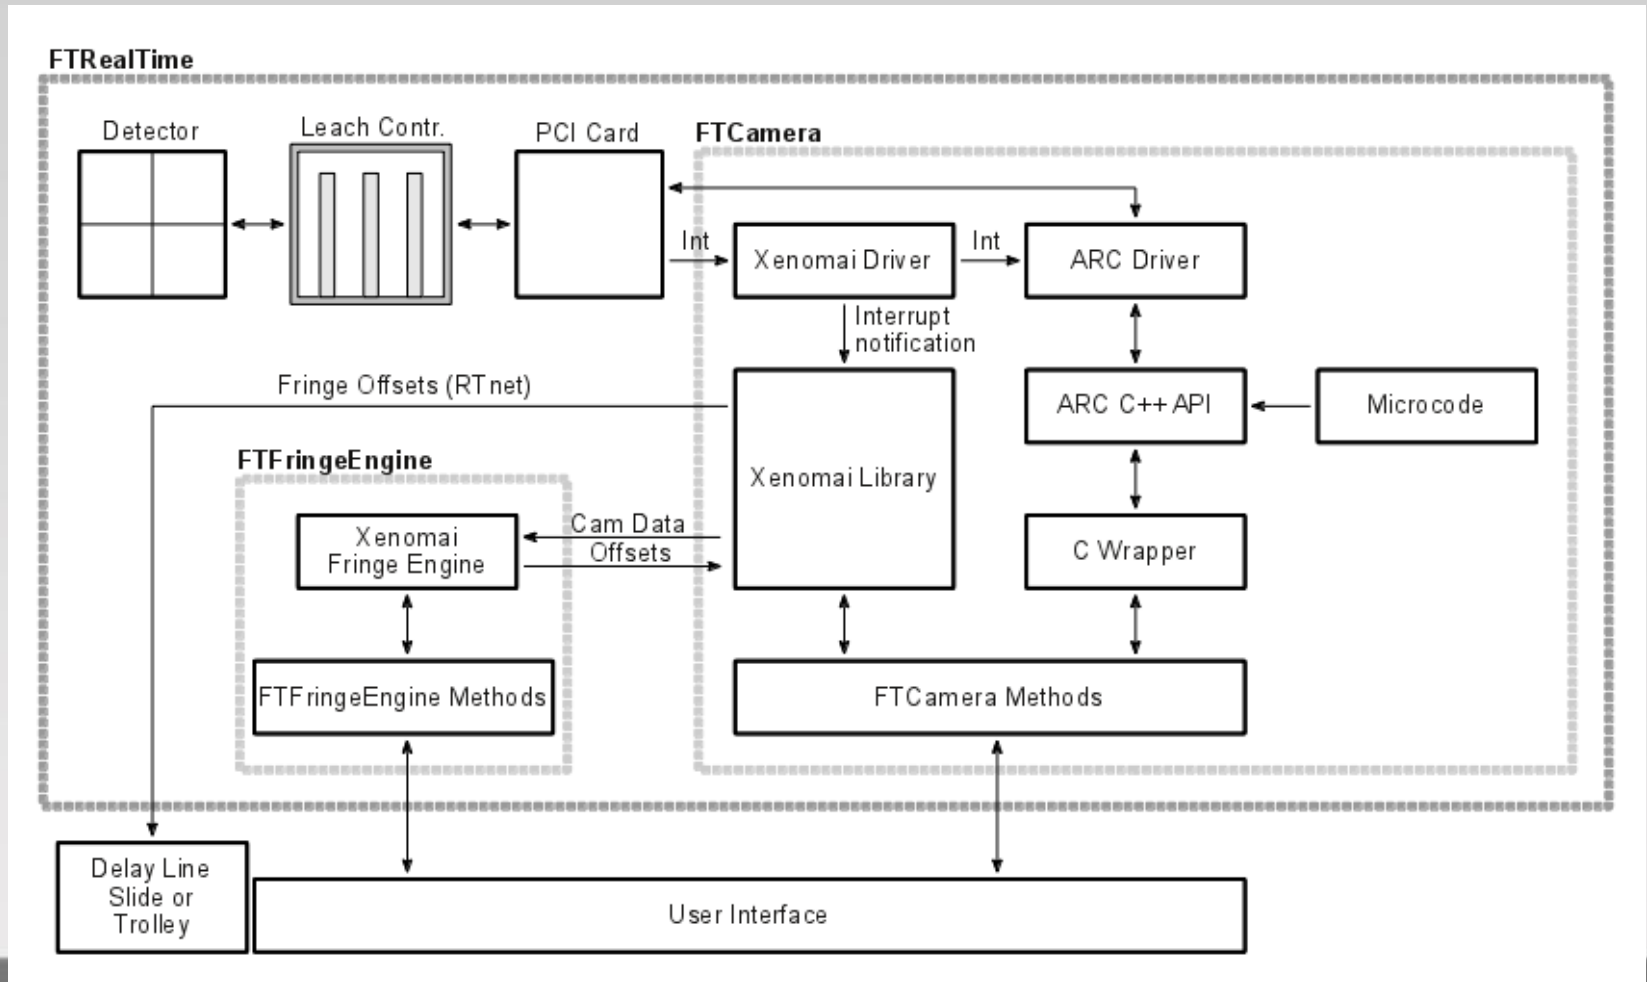 FTRealTime
Detector
Leach Contr.
PCI Card
FTCamera
Int
Xenomai Driver
Int
ARC Driver
Interrupt
notification
Fringe Offsets (RTnet)
Xenomai Library
ARC C++ API
Microcode
FTFringeEngine
Xenomai
Fringe Engine
Cam Data
Offsets
C Wrapper
FTFringeEngine Methods
FTCamera Methods
Delay Line
Slide or
Trolley
User Interface